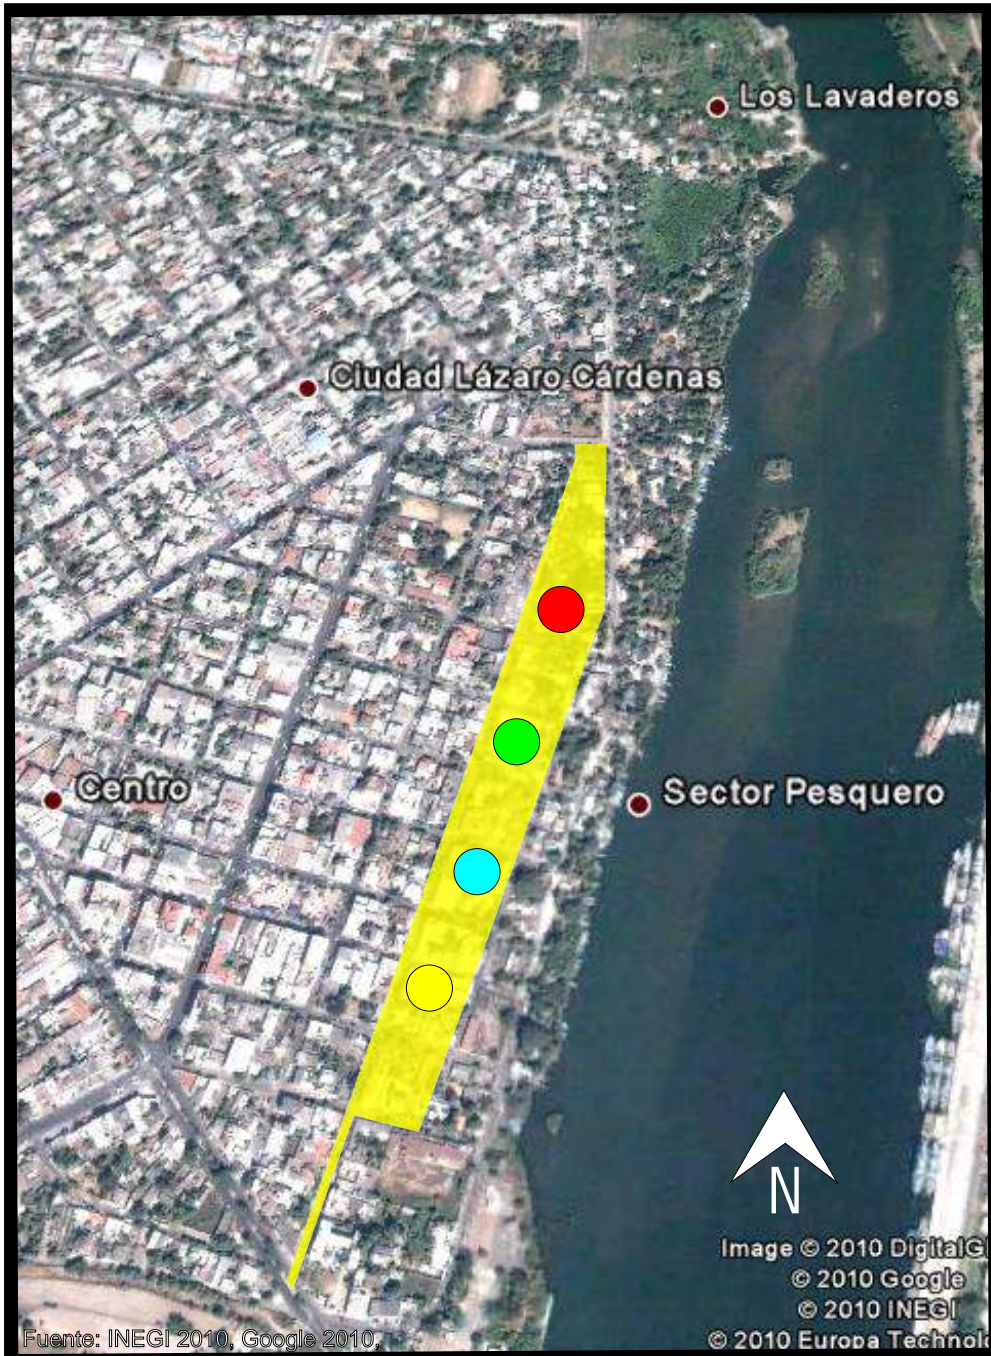 Los Lavaderos
Ciudad Lázaro Cárdenas
Centro
Sector Pesquero
N
Image © 2010 DigitalGl
© 2010 Google
© 2010 INEGI
© 2010 Europa Technolo
Fuente: INEGI 2010, Google 2010,